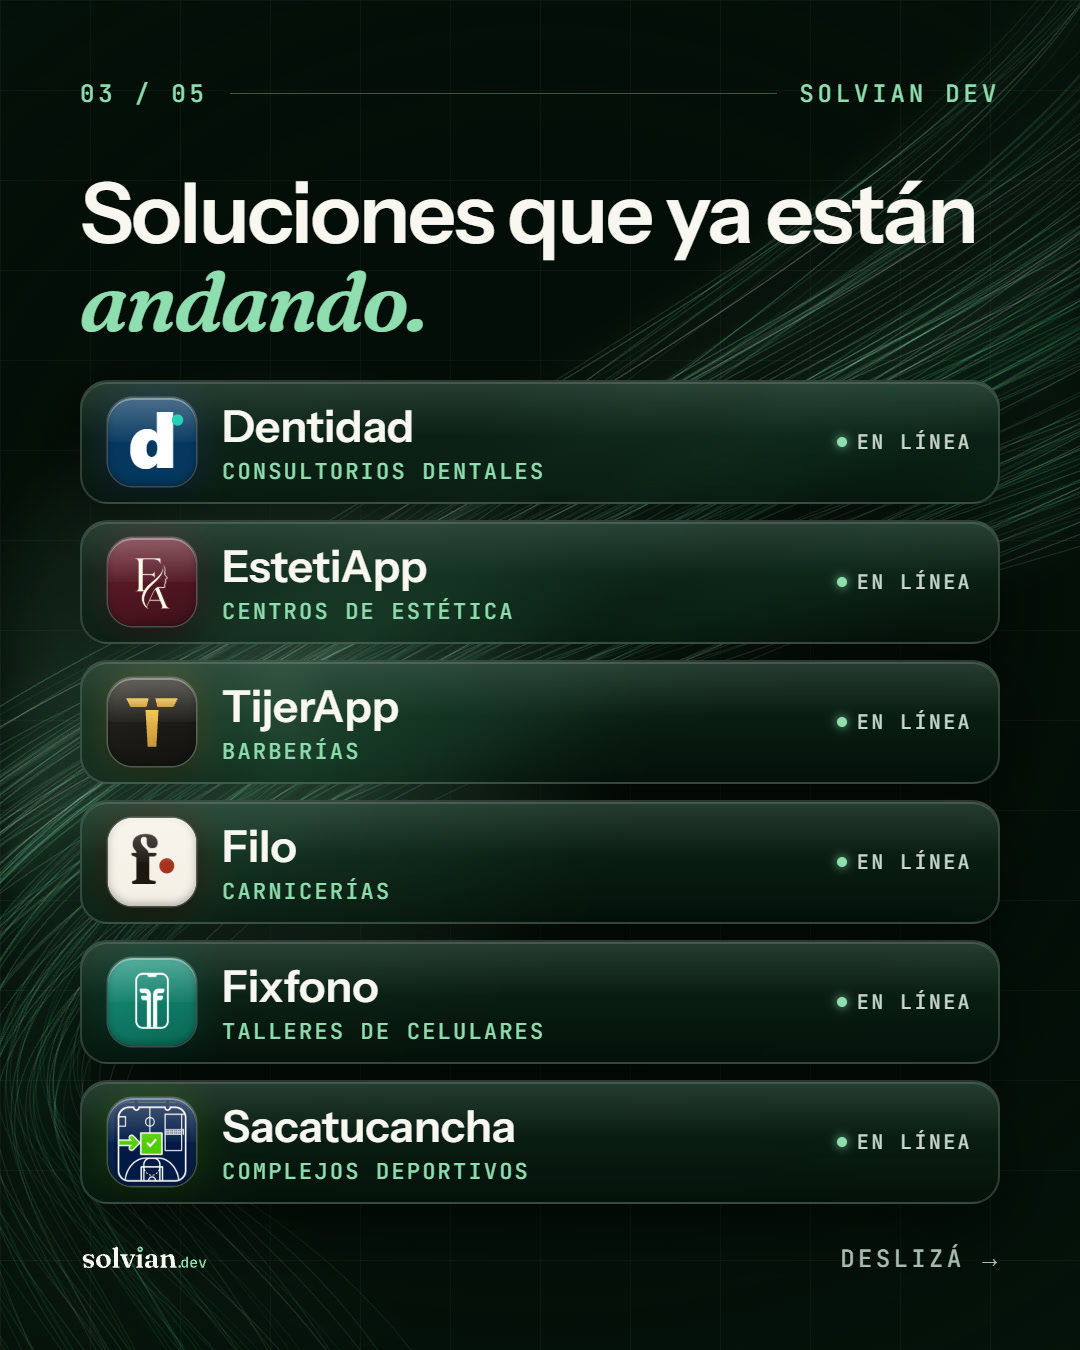 03 / 05
SOLVIAN DEV
Soluciones que ya están
andando.
d
Dentidad
CONSULTORIOS DENTALES
EN LÍNEA
EA
EstetiApp
CENTROS DE ESTÉTICA
EN LÍNEA
T
TijerApp
BARBERÍAS
EN LÍNEA
f
Filo
CARNICERÍAS
EN LÍNEA
Fixfono
TALLERES DE CELULARES
EN LÍNEA
Sacatucancha
COMPLEJOS DEPORTIVOS
EN LÍNEA
solvian.dev
DESLIZÁ →